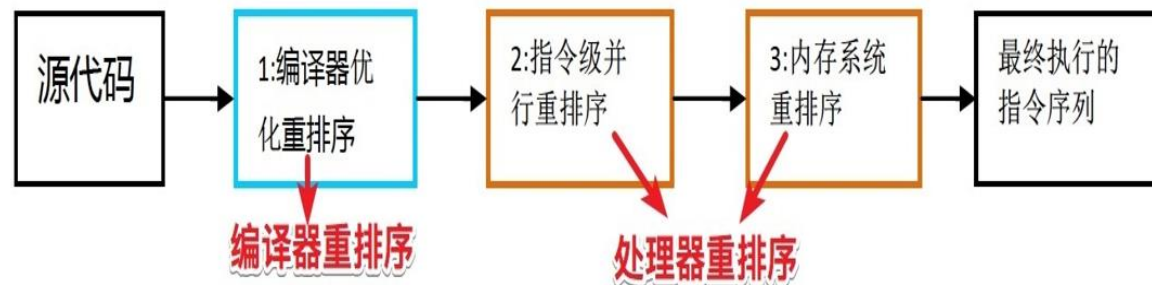 源代码
1:编译器优
化重排序
2:指令级并
行重排序
3:内存系统
重排序
最终执行的
指令序列
编译器重排序
处理器重排序